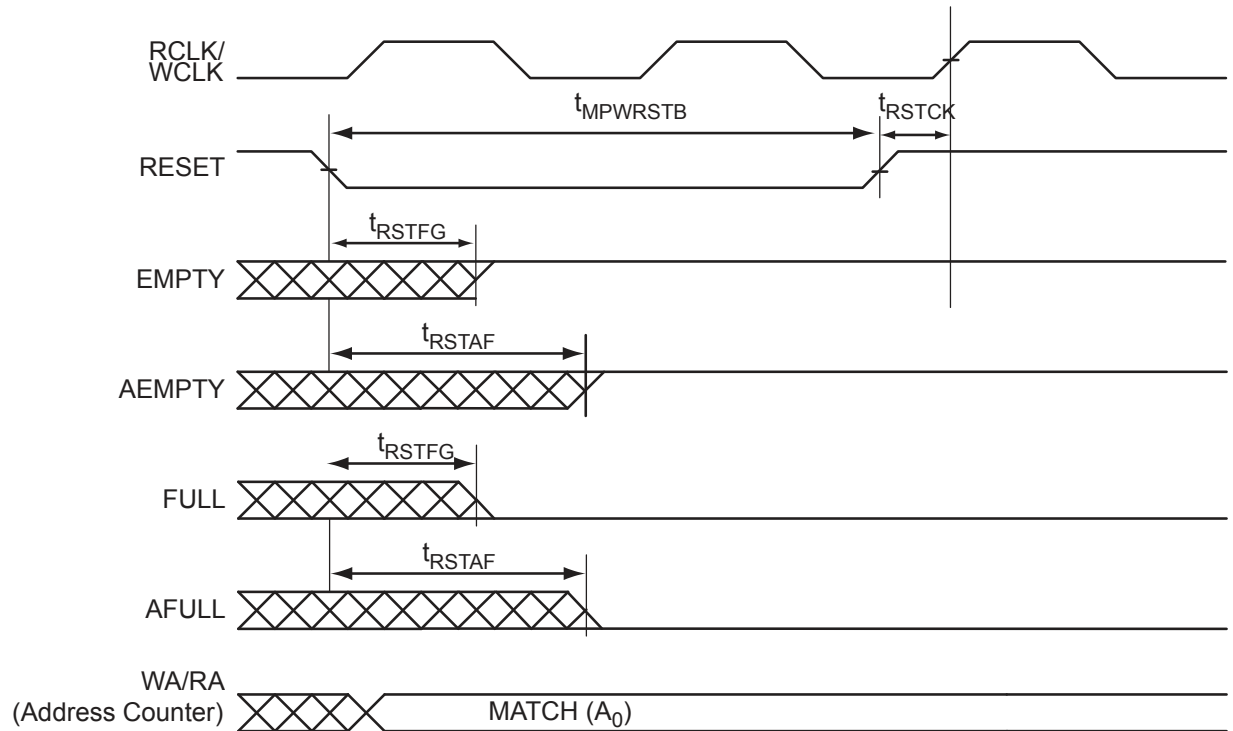 RCLK/
WCLK
tMPWRSTB
tRSTCK
RESET
tRSTFG
EMPTY
tRSTAF
AEMPTY
tRSTFG
FULL
tRSTAF
AFULL
WA/RA
(Address Counter)
MATCH (A0)